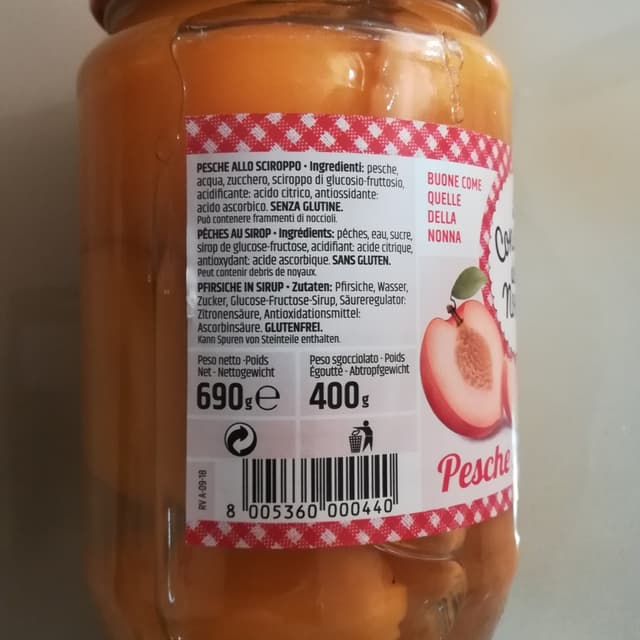 PESCHE ALLO SCIROPPO • Ingredienti: pesche,
acqua, zucchero, sciroppo di glucosio-fruttosio,
acidificante: acido citrico, antiossidante:
acido ascorbico. SENZA GLUTINE.
Può contenere frammenti di noccioli.
PÊCHES AU SIROP • Ingrédients: pêches, eau, sucre,
sirop de glucose-fructose, acidifiant: acide citrique,
antioxydant: acide ascorbique. SANS GLUTEN.
Peut contenir debris de noyaux.
PFIRSICHE IN SIRUP • Zutaten: Pfirsiche, Wasser,
Zucker, Glucose-Fructose-Sirup, Säureregulator:
Zitronensäure, Antioxidationsmittel:
Ascorbinsäure. GLUTENFREI.
Kann Spuren von Steinteile enthalten.
Peso netto - Poids
Net - Nettogewicht
690g e
Peso sgocciolato - Poids
Égoutté - Abtropfgewicht
400g
RV A-09-18
8 005360 000440
BUONE COME
QUELLE
DELLA
NONNA
Pesche